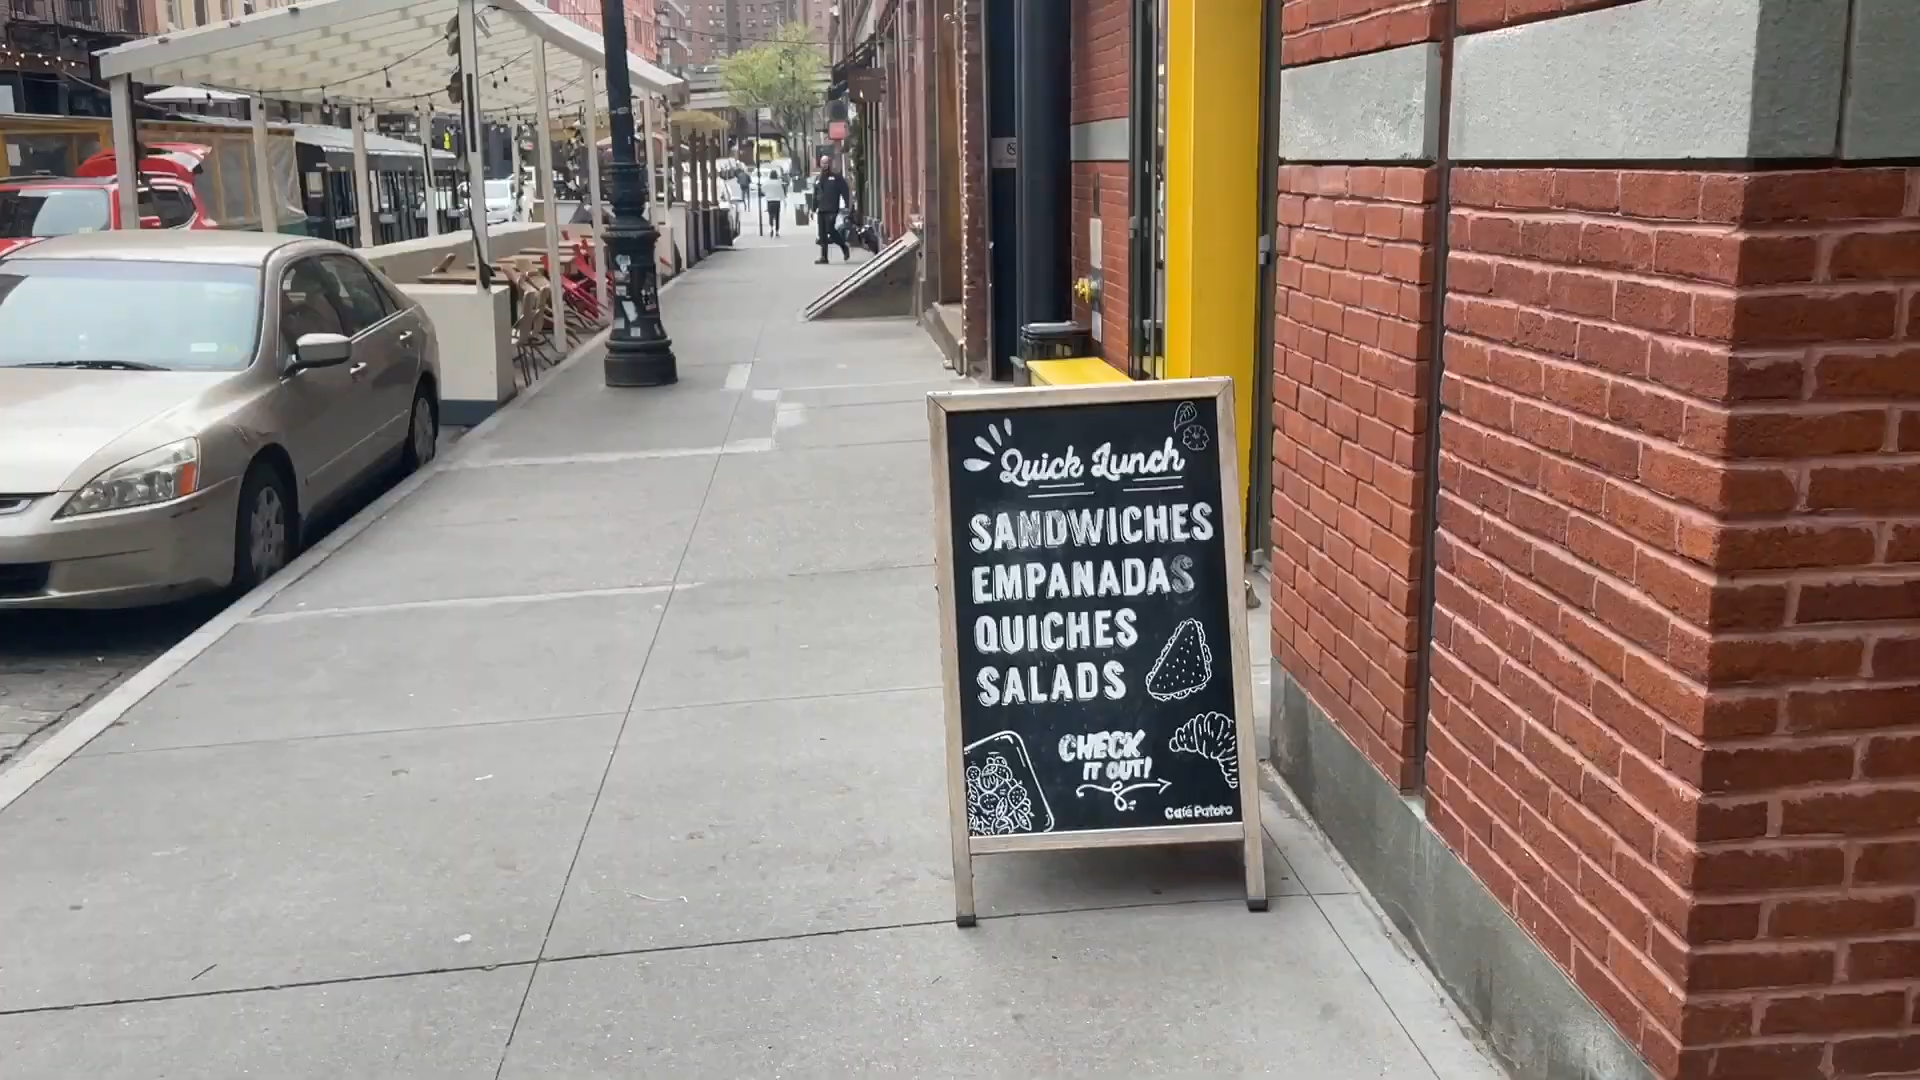 Quick Lunch
SANDWICHES
EMPANADAS
QUICHES
SALADS
CHECK
IT OUT!
Café Patoro